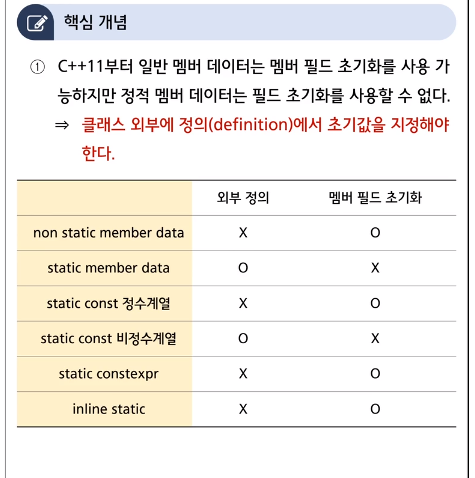 핵심 개념
① C++11부터 일반 멤버 데이터는 멤버 필드 초기화를 사용 가
능하지만 정적 멤버 데이터는 필드 초기화를 사용할 수 없다.
⇒ 클래스 외부에 정의(definition)에서 초기값을 지정해야
한다.
외부 정의 멤버 필드 초기화
non static member data X O
static member data O X
static const 정수계열 X O
static const 비정수계열 O X
static constexpr X O
inline static X O